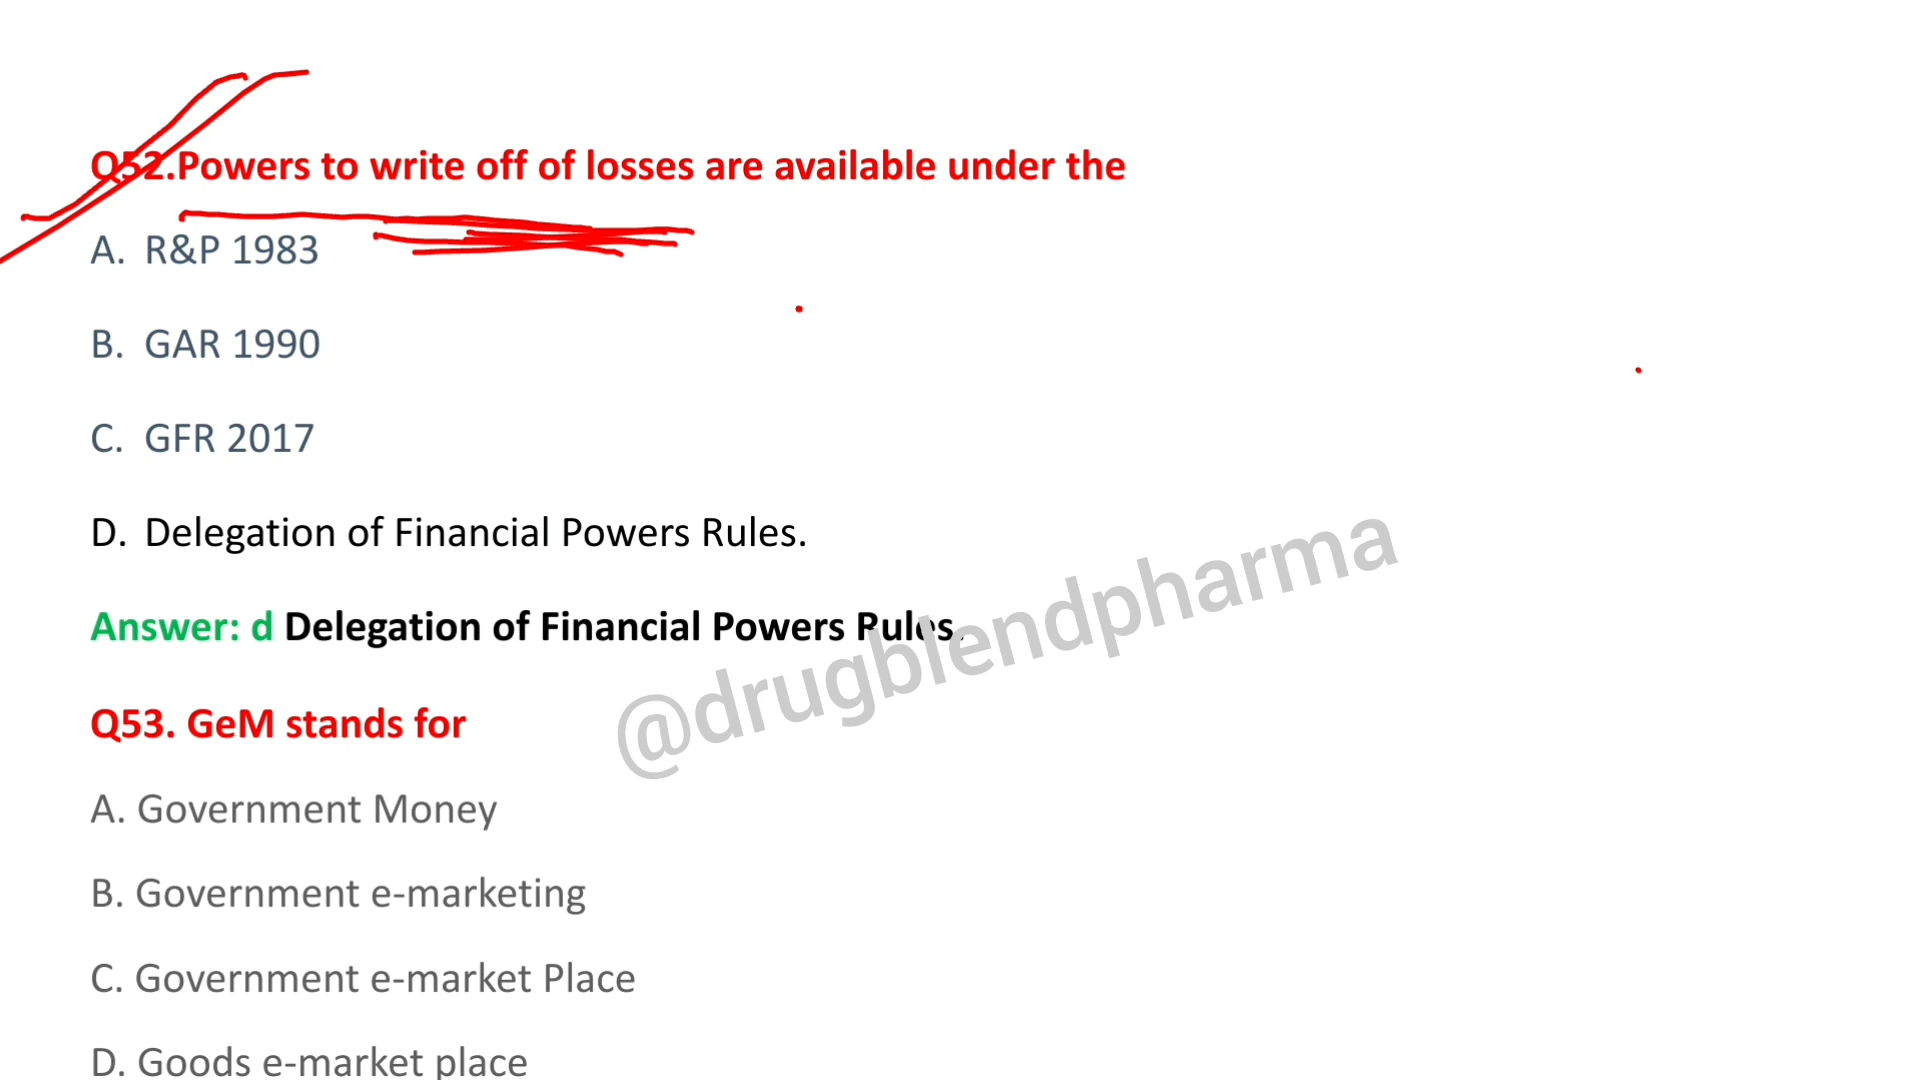 Q52.Powers to write off of losses are available under the
A. R&P 1983
B. GAR 1990
C. GFR 2017
D. Delegation of Financial Powers Rules.
Answer: d Delegation of Financial Powers Rules.
@drugblendpharma
Q53. GeM stands for
A. Government Money
B. Government e-marketing
C. Government e-market Place
D. Goods e-market place